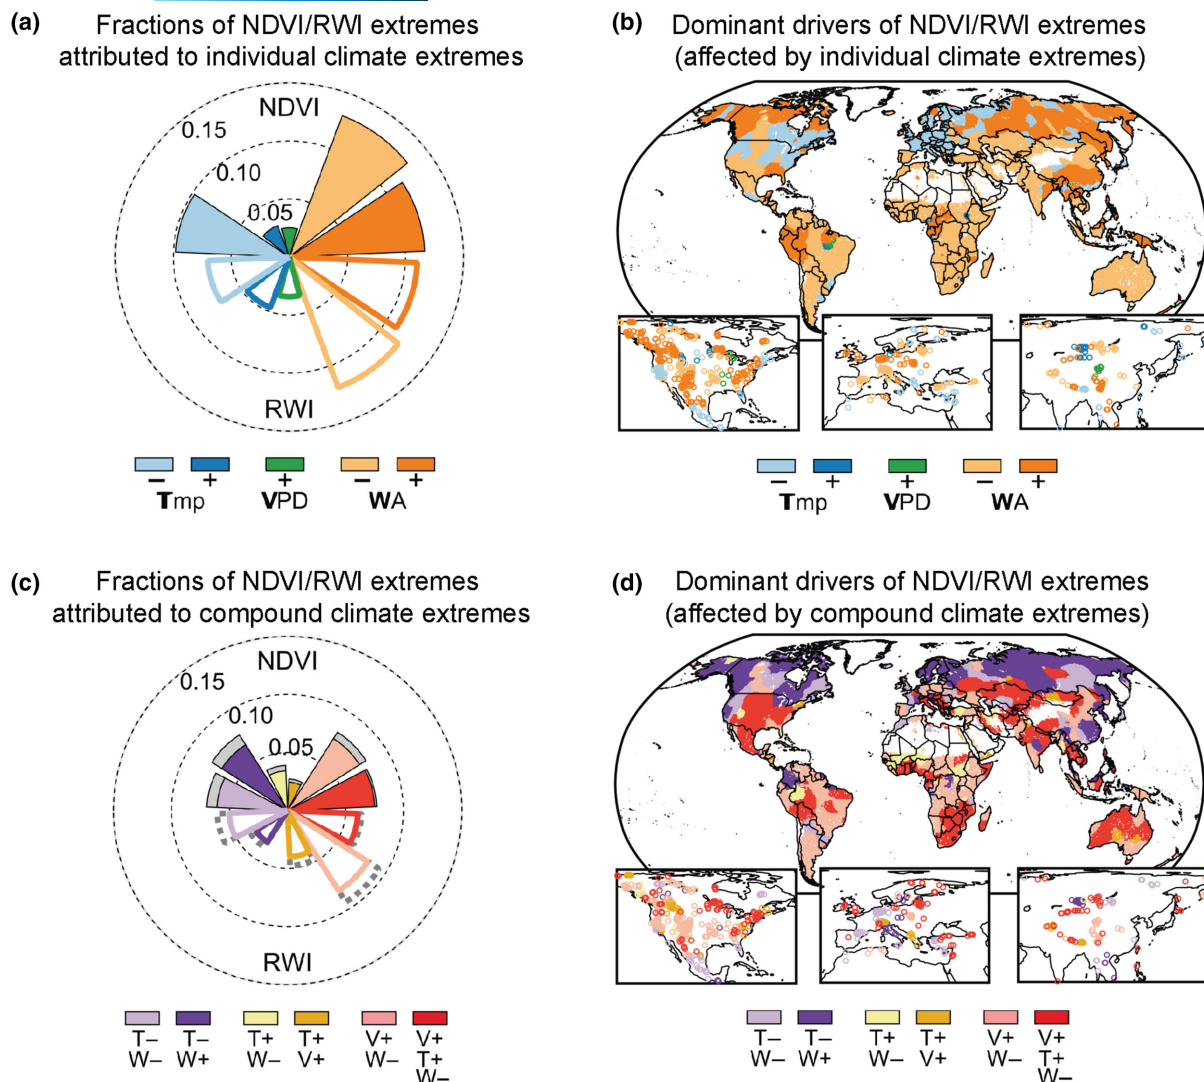 (a) Fractions of NDVI/RWI extremes
attributed to individual climate extremes
NDVI
0.15
0.10
0.05
RWI
− + + − +
Tmp VPD WA
(b) Dominant drivers of NDVI/RWI extremes
(affected by individual climate extremes)
− + + − +
Tmp VPD WA
(c) Fractions of NDVI/RWI extremes
attributed to compound climate extremes
NDVI
0.15
0.10
0.05
RWI
T− T− T+ T+ V+ V+
W− W+ W− V+ W− T+
W−
(d) Dominant drivers of NDVI/RWI extremes
(affected by compound climate extremes)
T− T− T+ T+ V+ V+
W− W+ W− V+ W− T+
W−